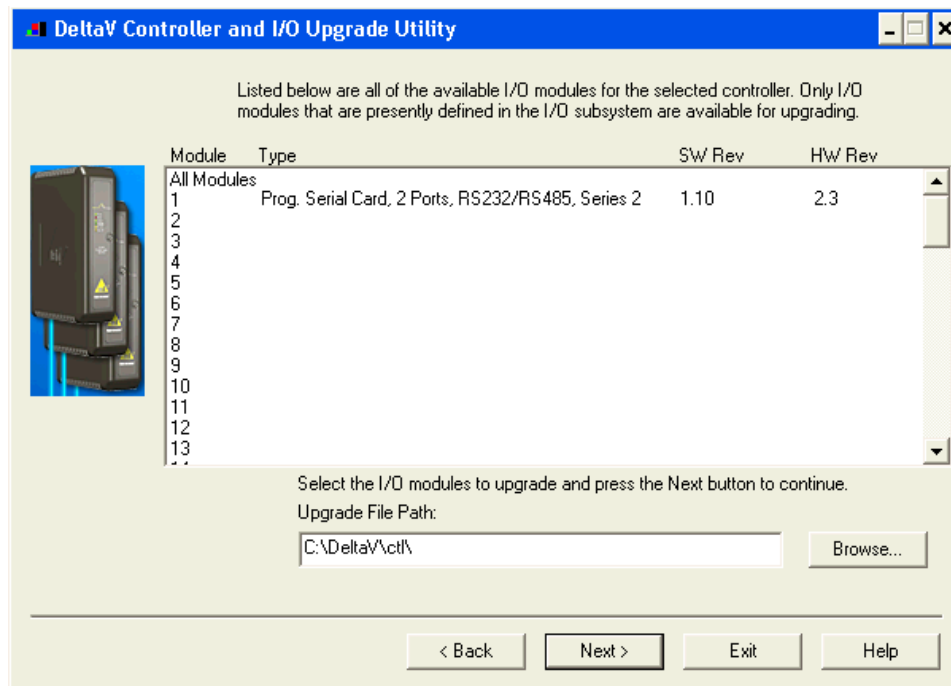 DeltaV Controller and I/O Upgrade Utility
Listed below are all of the available I/O modules for the selected controller. Only I/O
modules that are presently defined in the I/O subsystem are available for upgrading.
Module Type SW Rev HW Rev
All Modules
1 Prog. Serial Card, 2 Ports, RS232/RS485, Series 2 1.10 2.3
2
3
4
5
6
7
8
9
10
11
12
13
Select the I/O modules to upgrade and press the Next button to continue.
Upgrade File Path:
C:\DeltaV\ctl\
Browse...
< Back Next > Exit Help